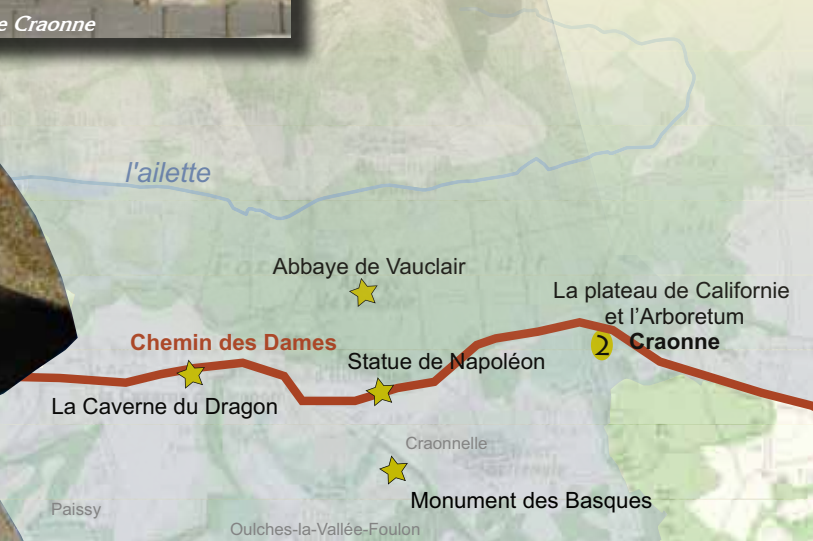 e Craonne
l'ailette
Abbaye de Vauclair
La plateau de Californie
et l'Arboretum
2 Craonne
Chemin des Dames
Statue de Napoléon
La Caverne du Dragon
Craonnelle
Monument des Basques
Paissy
Oulches-la-Vallée-Foulon